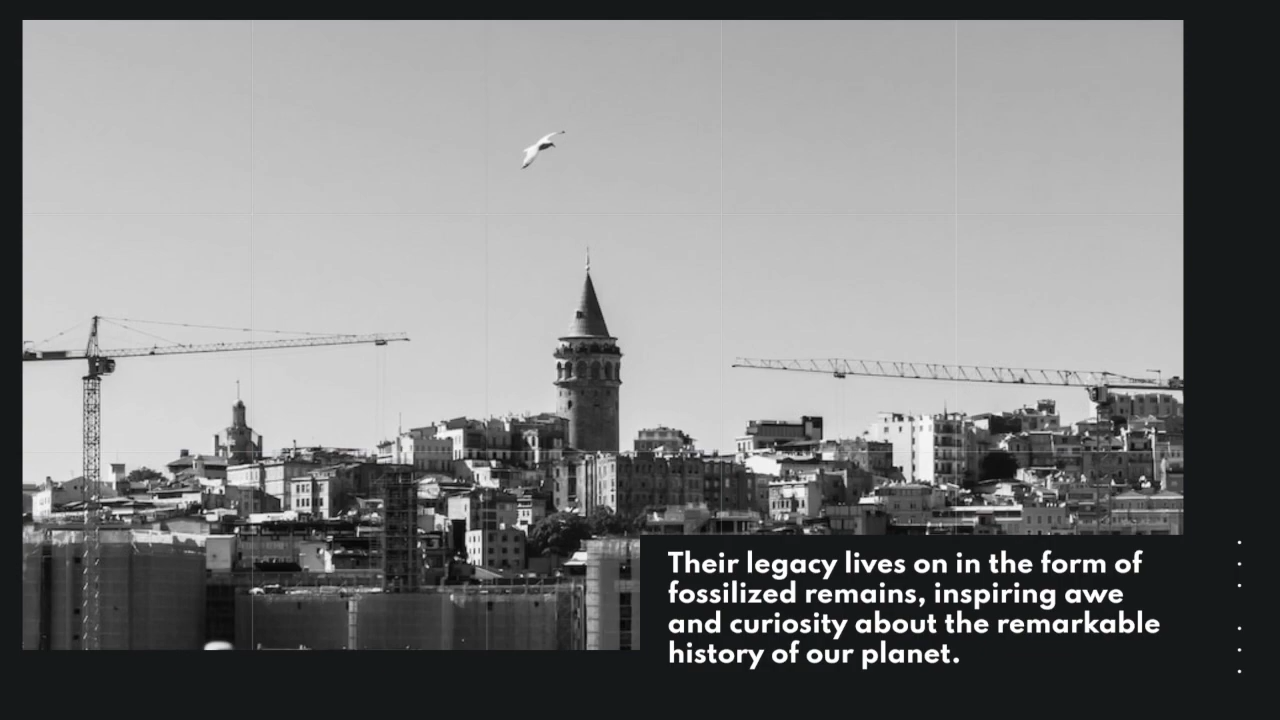 Their legacy lives on in the form of
fossilized remains, inspiring awe
and curiosity about the remarkable
history of our planet.